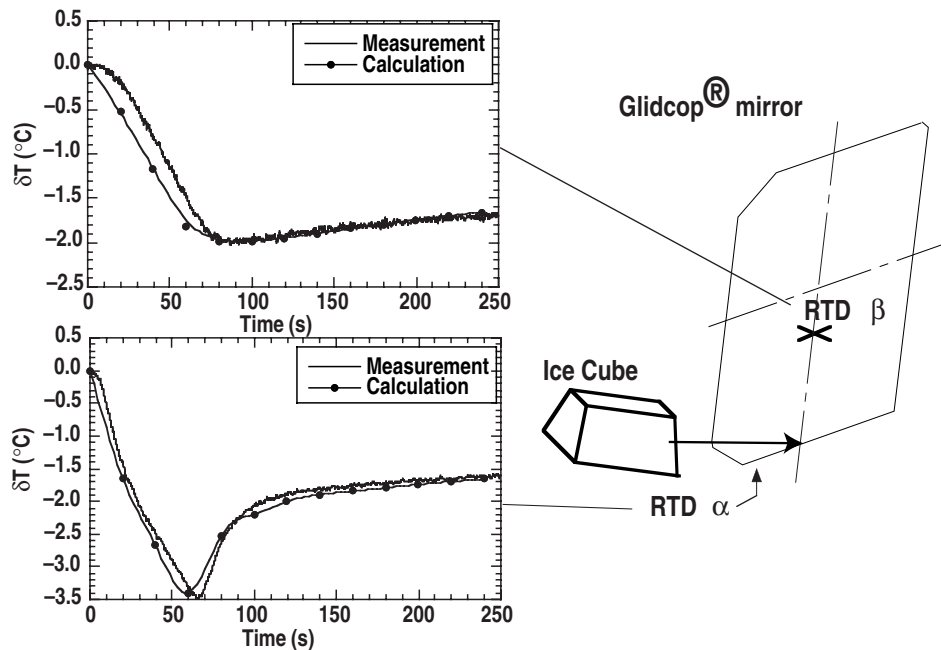 0.5
0.0
−0.5
−1.0
−1.5
−2.0
−2.5
δT (°C)
Measurement
Calculation
0 50 100 150 200 250
Time (s)
0.5
0.0
−0.5
−1.0
−1.5
−2.0
−2.5
−3.0
−3.5
δT (°C)
Measurement
Calculation
0 50 100 150 200 250
Time (s)
Glidcop® mirror
RTD β
Ice Cube
RTD α